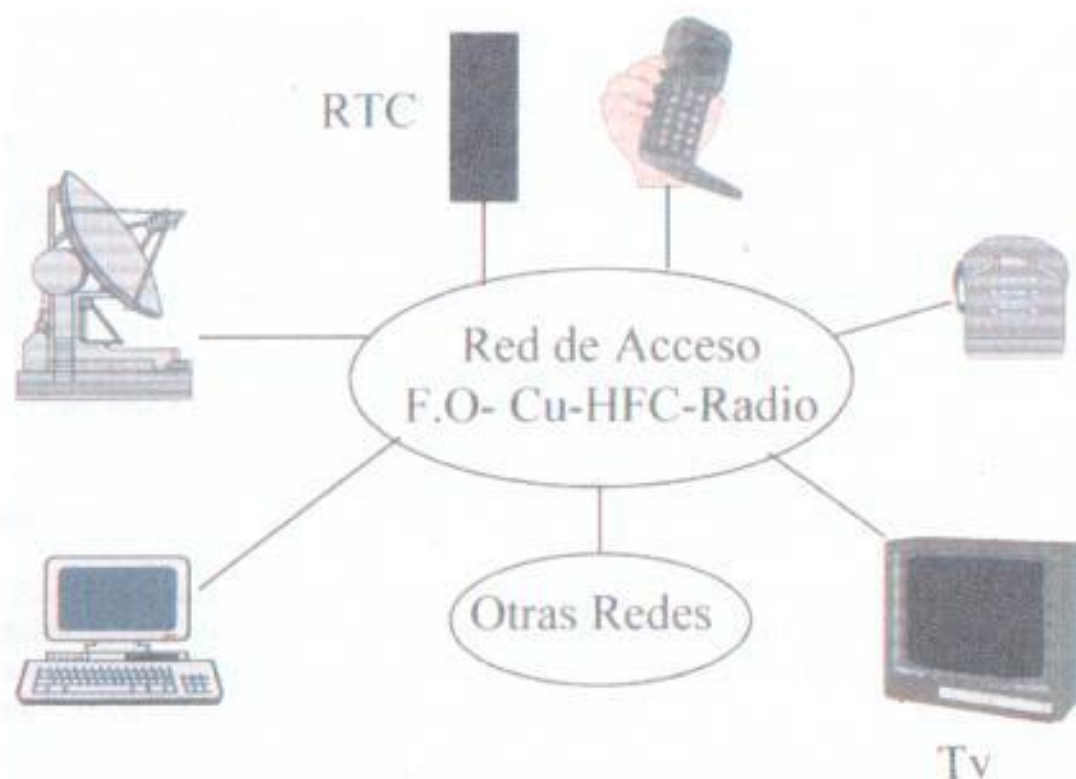 RTC
Red de Acceso
F.O- Cu-HFC-Radio
Otras Redes
Tv